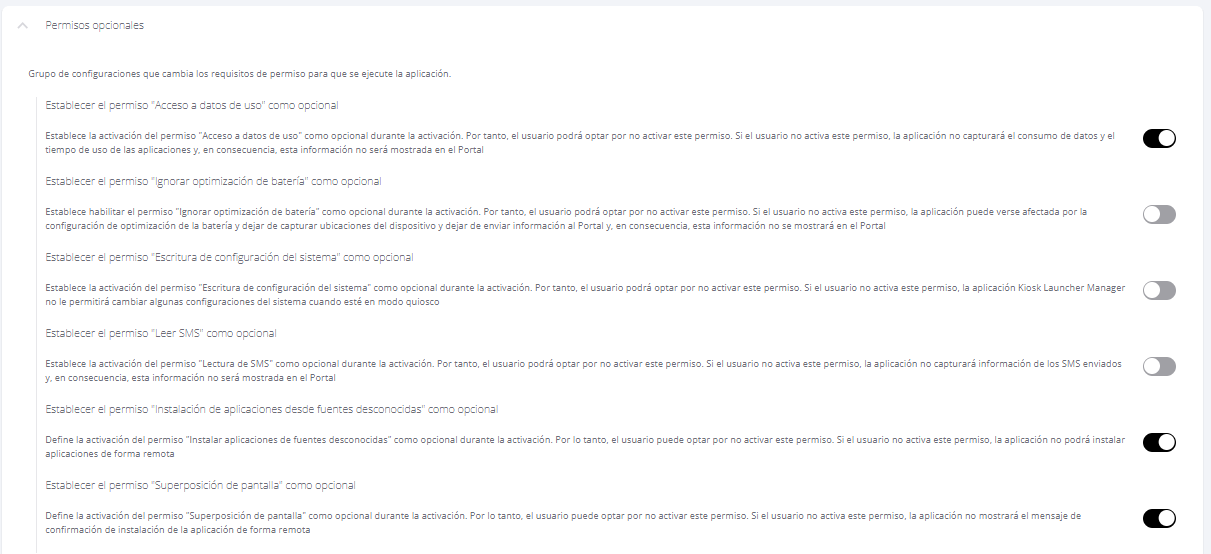 Permisos opcionales
Grupo de configuraciones que cambia los requisitos de permiso para que se ejecute la aplicación.
Establecer el permiso "Acceso a datos de uso" como opcional
Establece la activación del permiso "Acceso a datos de uso" como opcional durante la activación. Por tanto, el usuario podrá optar por no activar este permiso. Si el usuario no activa este permiso, la aplicación no capturará el consumo de datos y el
tiempo de uso de las aplicaciones y, en consecuencia, esta información no será mostrada en el Portal
Establecer el permiso "Ignorar optimización de batería" como opcional
Establece habilitar el permiso "Ignorar optimización de batería" como opcional durante la activación. Por tanto, el usuario podrá optar por no activar este permiso. Si el usuario no activa este permiso, la aplicación puede verse afectada por la
configuración de optimización de la batería y dejar de capturar ubicaciones del dispositivo y dejar de enviar información al Portal y, en consecuencia, esta información no se mostrará en el Portal
Establecer el permiso "Escritura de configuración del sistema" como opcional
Establece la activación del permiso "Escritura de configuración del sistema" como opcional durante la activación. Por tanto, el usuario podrá optar por no activar este permiso. Si el usuario no activa este permiso, la aplicación Kiosk Launcher Manager
no le permitirá cambiar algunas configuraciones del sistema cuando esté en modo quiosco
Establecer el permiso "Leer SMS" como opcional
Establece la activación del permiso "Lectura de SMS" como opcional durante la activación. Por tanto, el usuario podrá optar por no activar este permiso. Si el usuario no activa este permiso, la aplicación no capturará información de los SMS enviados
y, en consecuencia, esta información no será mostrada en el Portal
Establecer el permiso "Instalación de aplicaciones desde fuentes desconocidas" como opcional
Define la activación del permiso "Instalar aplicaciones de fuentes desconocidas" como opcional durante la activación. Por lo tanto, el usuario puede optar por no activar este permiso. Si el usuario no activa este permiso, la aplicación no podrá instalar
aplicaciones de forma remota
Establecer el permiso "Superposición de pantalla" como opcional
Define la activación del permiso "Superposición de pantalla" como opcional durante la activación. Por lo tanto, el usuario puede optar por no activar este permiso. Si el usuario no activa este permiso, la aplicación no mostrará el mensaje de
confirmación de instalación de la aplicación de forma remota